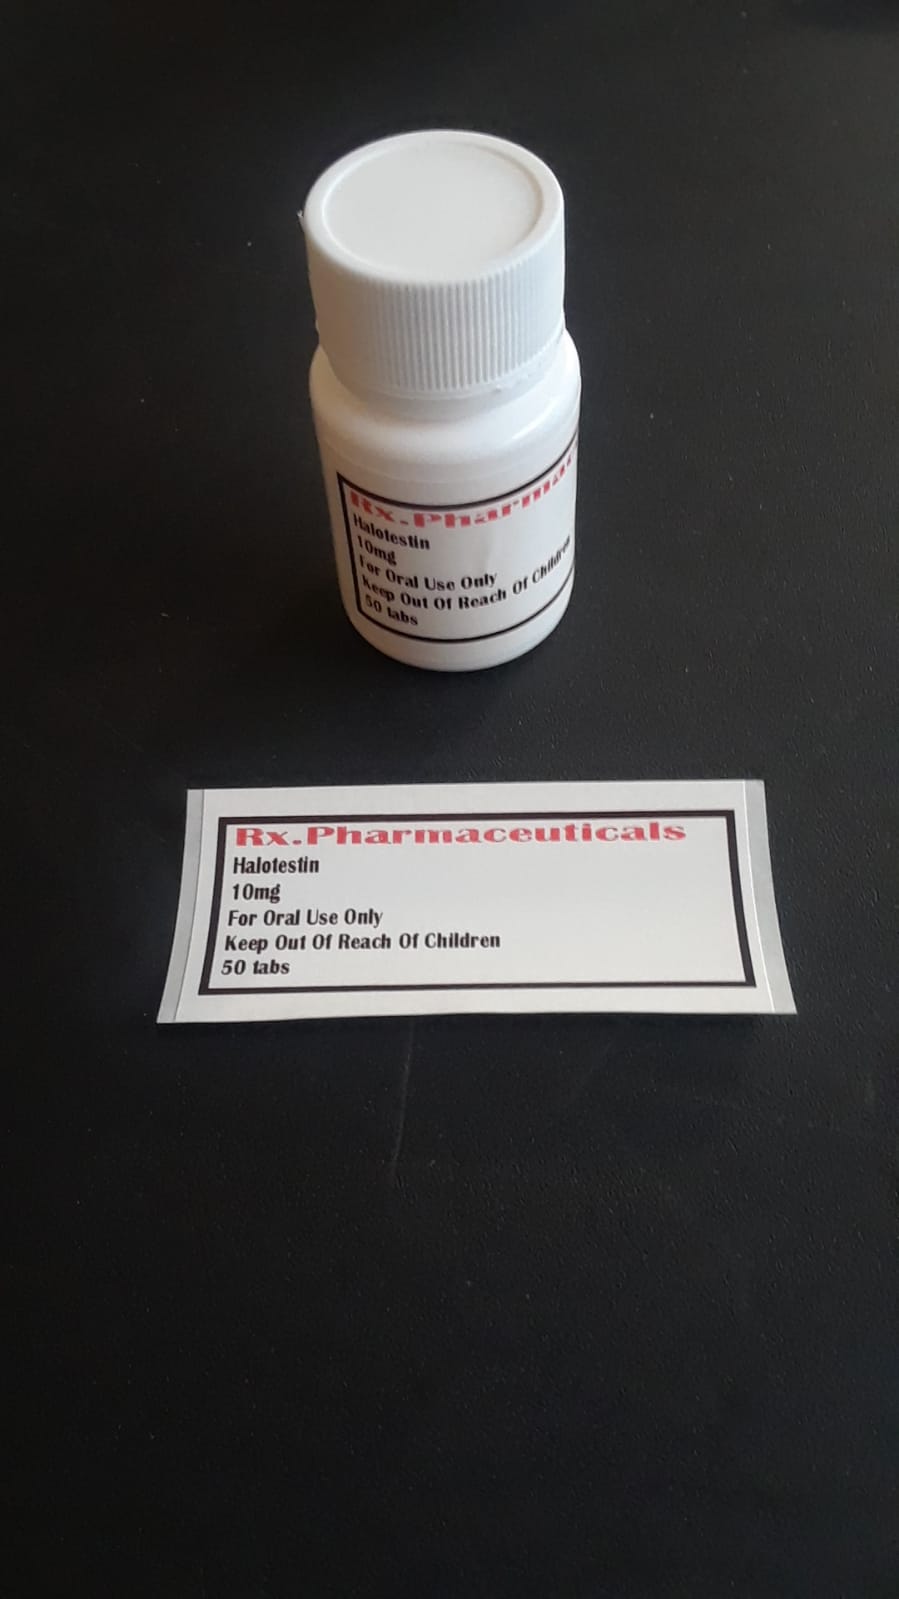 Rx.Pharmac
Halotestin
10mg
For Oral Use Only
Keep Out Of Reach Of Children
50 tabs
Rx.Pharmaceuticals
Halotestin
10mg
For Oral Use Only
Keep Out Of Reach Of Children
50 tabs